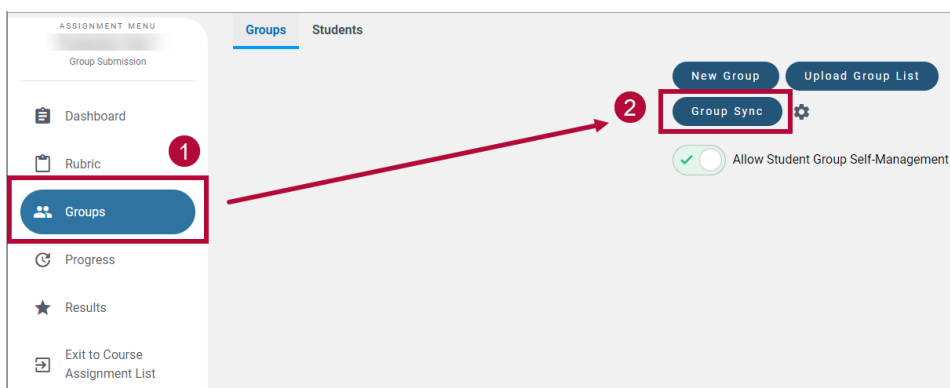 ASSIGNMENT MENU
Group Submission
Dashboard
Rubric
1
Groups
Progress
Results
Exit to Course
Assignment List
Groups Students
New Group Upload Group List
2 Group Sync
Allow Student Group Self-Management